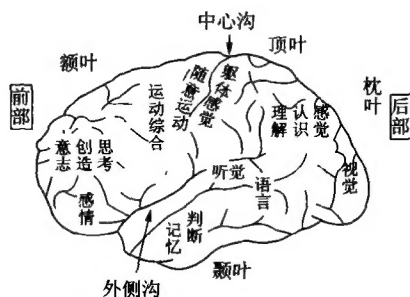 中心沟
额叶
顶叶
枕叶
前部
后部
运动综合
随意运动
躯体感觉
理解
认识
感觉
意志
创造
思考
感情
听觉
语言
视觉
记忆
判断
外侧沟
颞叶